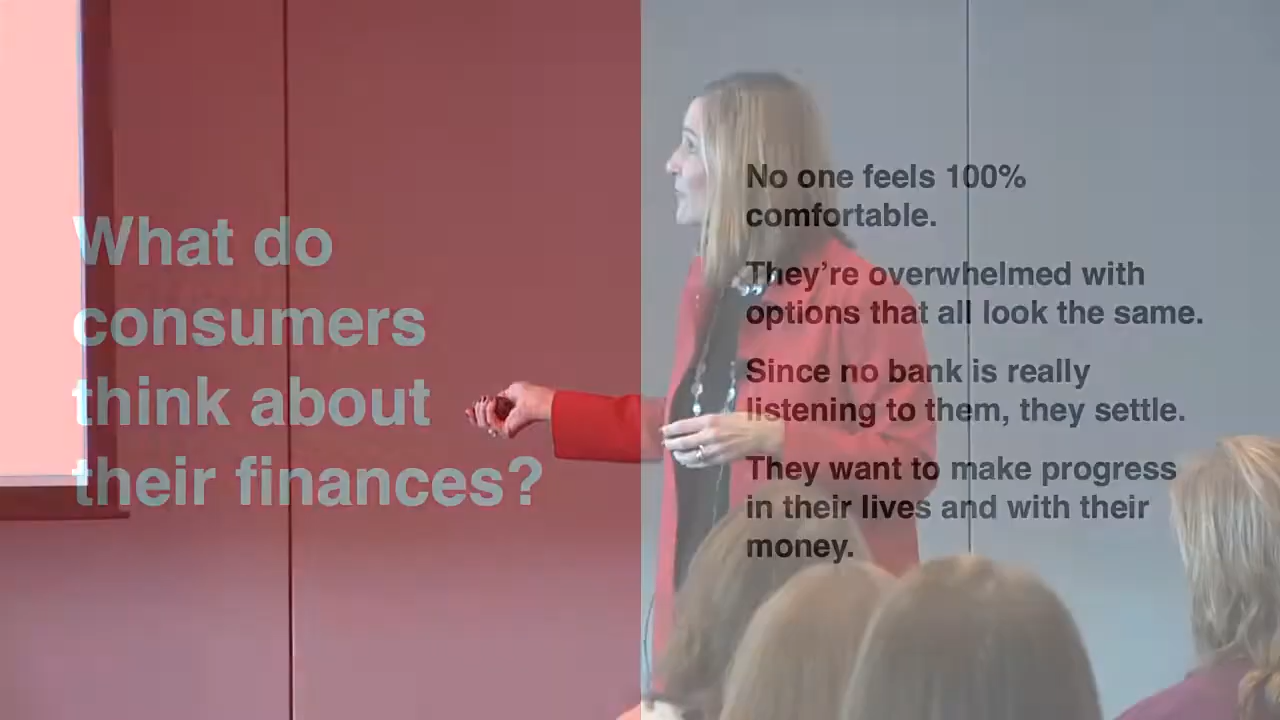 What do
consumers
think about
their finances?
No one feels 100%
comfortable.
They're overwhelmed with
options that all look the same.
Since no bank is really
listening to them, they settle.
They want to make progress
in their lives and with their
money.